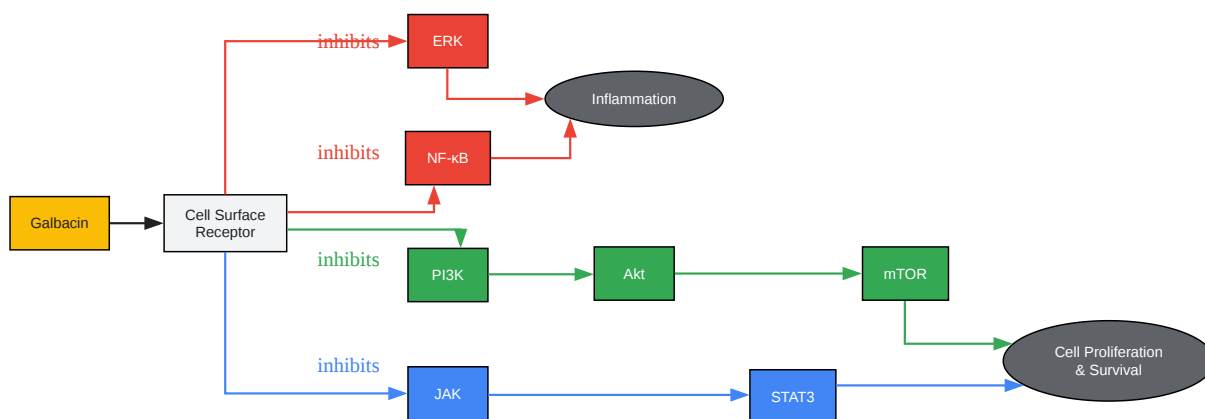 inhibits
ERK
Inflammation
inhibits
NF-κB
Galbacin
Cell Surface
Receptor
inhibits
PI3K
Akt
mTOR
inhibits
JAK
STAT3
Cell Proliferation
& Survival